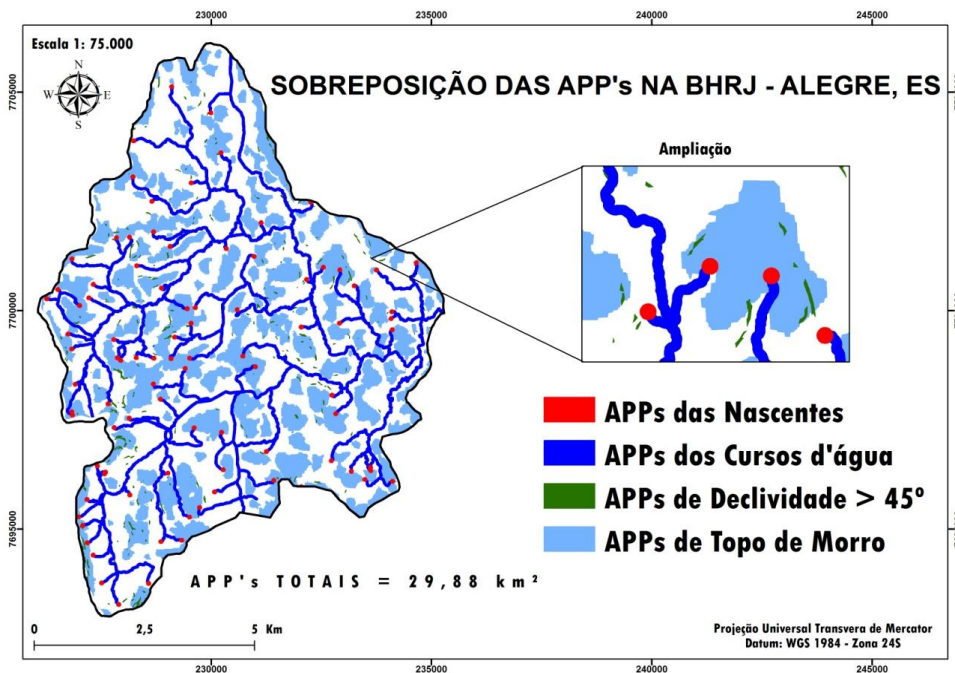 230000 235000 240000 245000
Escala 1: 75.000
N
W E
S
SOBREPOSIÇÃO DAS APP's NA BHRJ - ALEGRE, ES
7705000
7700000
7695000
Ampliação
APPs das Nascentes
APPs dos Cursos d'água
APPs de Declividade > 45º
APPs de Topo de Morro
APP's TOTAIS = 29,88 km²
0 2,5 5 Km
Projeção Universal Transvera de Mercator
Datum: WGS 1984 - Zona 24S
230000 235000 240000 245000